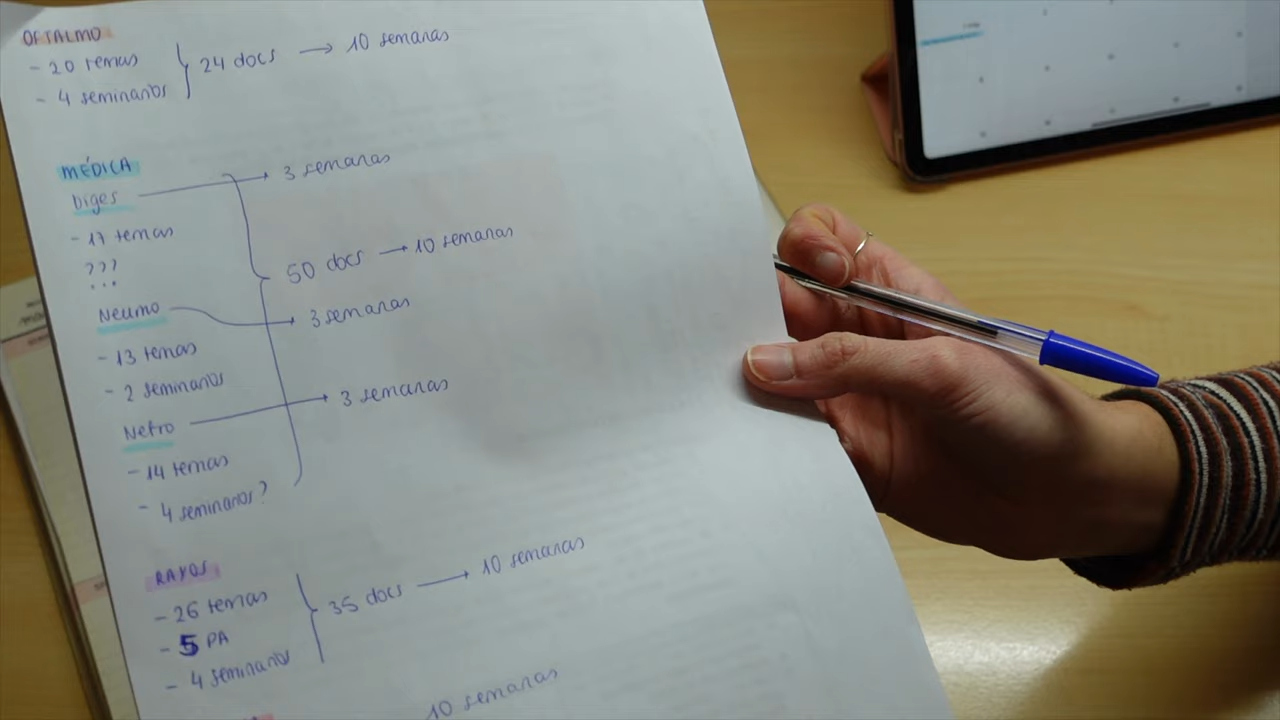 OFTALMO
- 20 temas
- 4 seminarios
24 docs → 10 semanas
MÉDICA
Diges → 3 semanas
- 17 temas
???
...
50 docs → 10 semanas
Neumo → 3 semanas
- 13 temas
- 2 seminarios
Nefro → 3 semanas
- 14 temas
- 4 seminarios?
RAYOS
- 26 temas
- 5 PA
- 4 seminarios
35 docs → 10 semanas
10 semanas